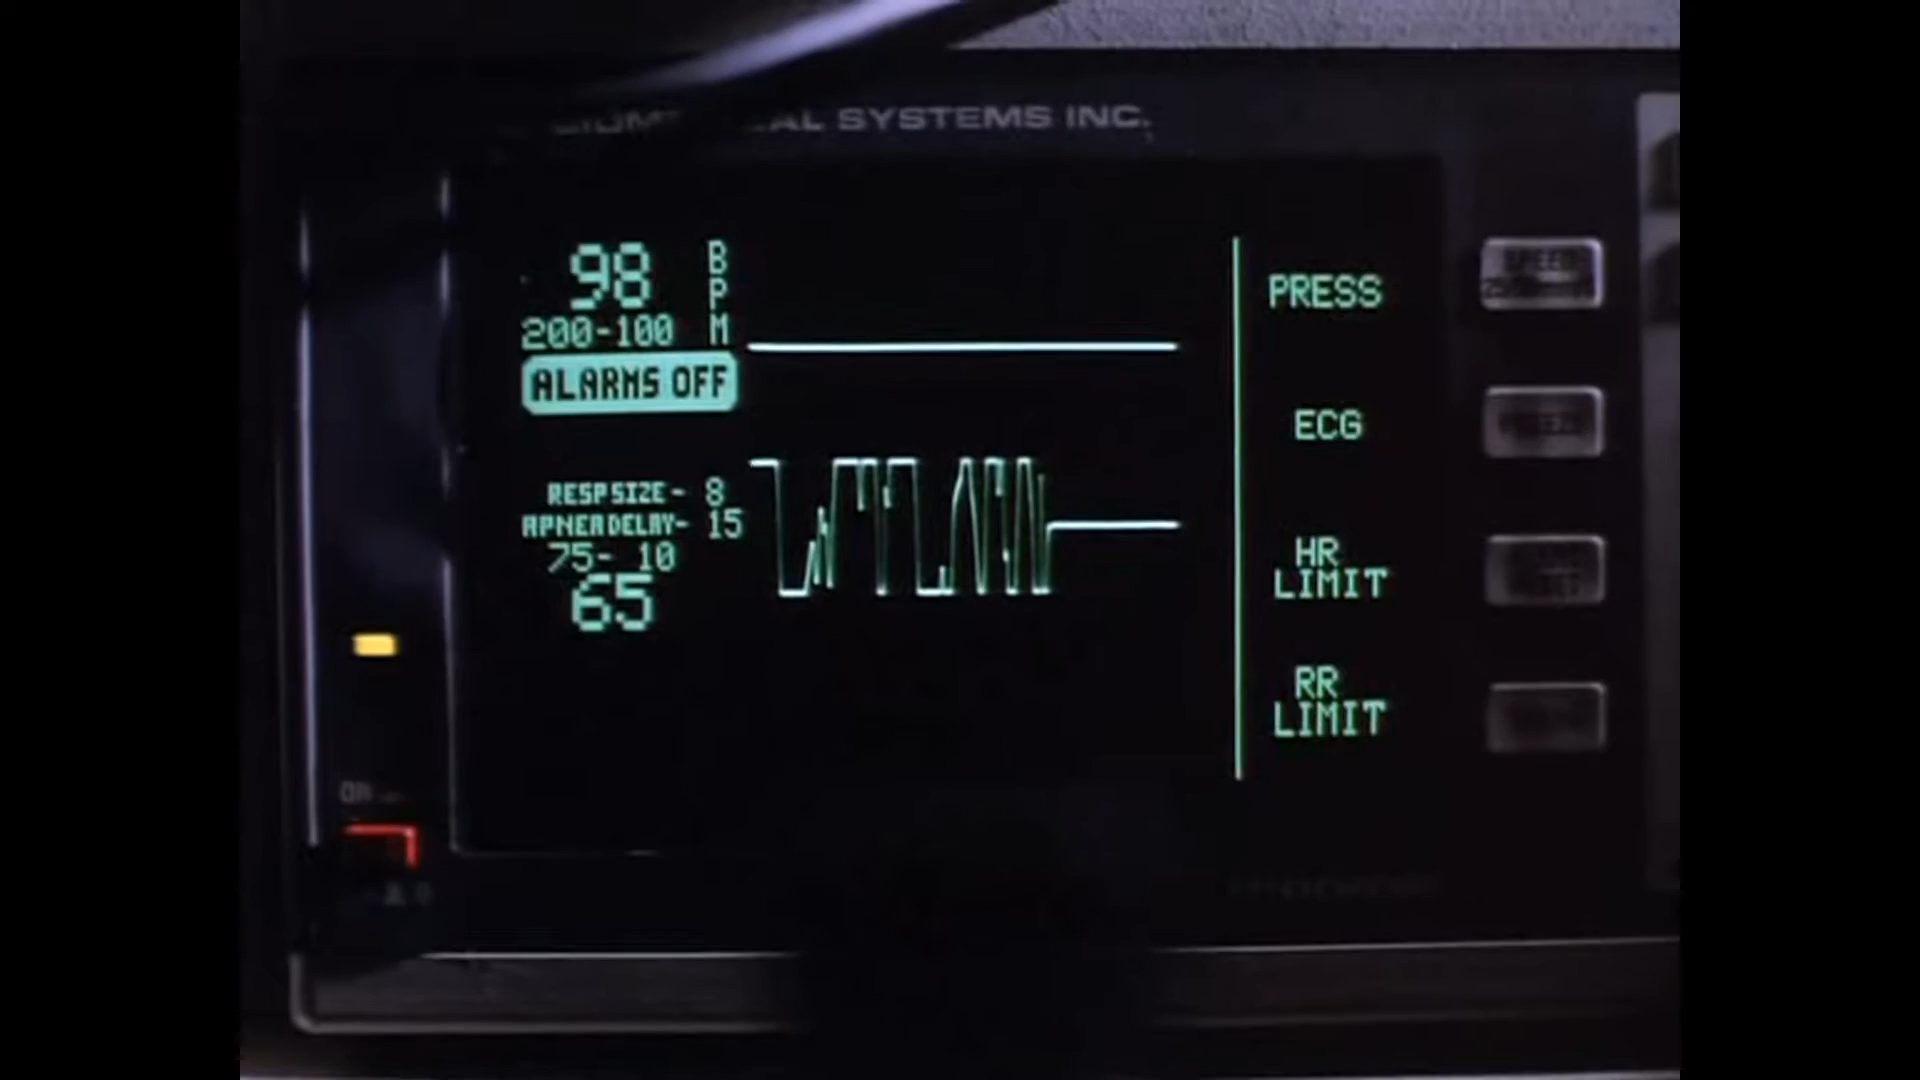 SYSTEMS INC.
98 BPM
200-100
ALARMS OFF
RESP SIZE- 8
APNEA DELAY- 15
75- 10
65
PRESS
ECG
HR
LIMIT
RR
LIMIT